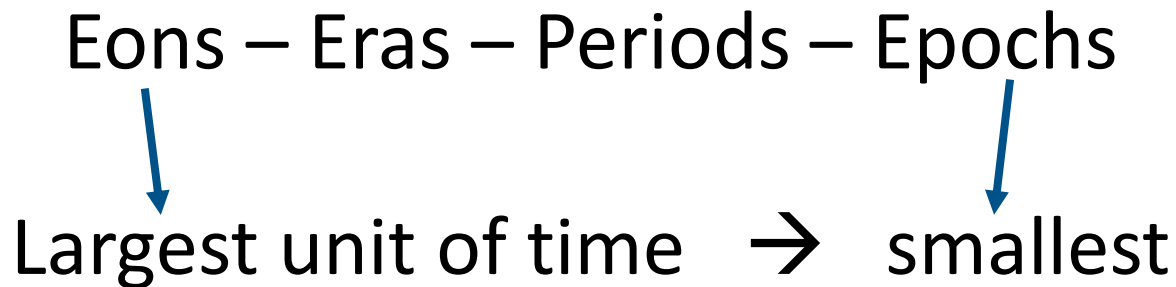 Eons – Eras – Periods – Epochs
Largest unit of time → smallest